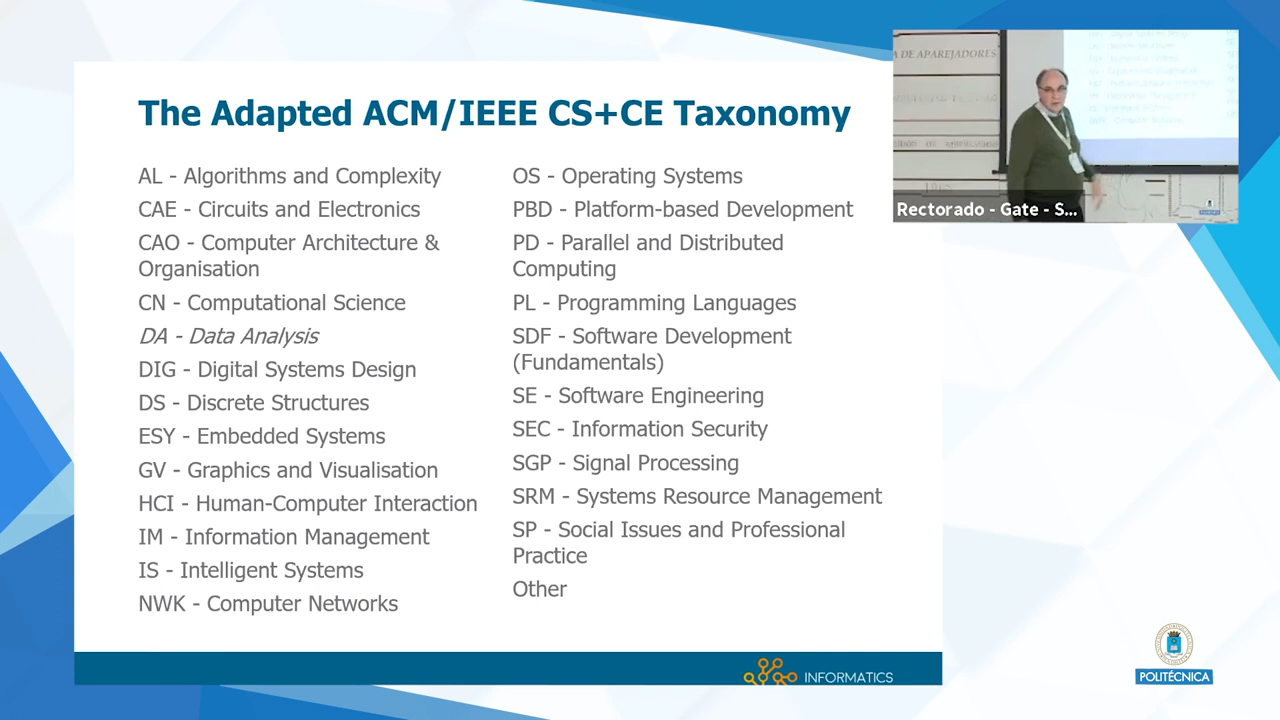 The Adapted ACM/IEEE CS+CE Taxonomy
AL - Algorithms and Complexity
CAE - Circuits and Electronics
CAO - Computer Architecture &
Organisation
CN - Computational Science
DA - Data Analysis
DIG - Digital Systems Design
DS - Discrete Structures
ESY - Embedded Systems
GV - Graphics and Visualisation
HCI - Human-Computer Interaction
IM - Information Management
IS - Intelligent Systems
NWK - Computer Networks
OS - Operating Systems
PBD - Platform-based Development
PD - Parallel and Distributed
Computing
PL - Programming Languages
SDF - Software Development
(Fundamentals)
SE - Software Engineering
SEC - Information Security
SGP - Signal Processing
SRM - Systems Resource Management
SP - Social Issues and Professional
Practice
Other
INFORMATICS
A DE APAREJADORES
Rectorado - Gate - S...
POLITÉCNICA